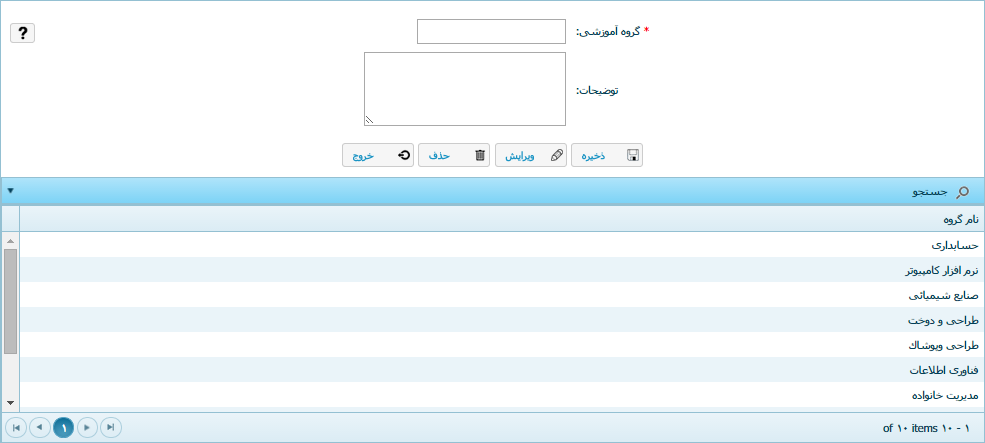 ?
* گروه آموزشی:
توضیحات:
ذخیره ویرایش حذف خروج
جستجو
نام گروه
حسابداری
نرم افزار کامپیوتر
صنایع شیمیائی
طراحی و دوخت
طراحی وپوشاك
فناوری اطلاعات
مدیریت خانواده
۱ - ۱۰ of ۱۰ items
۱